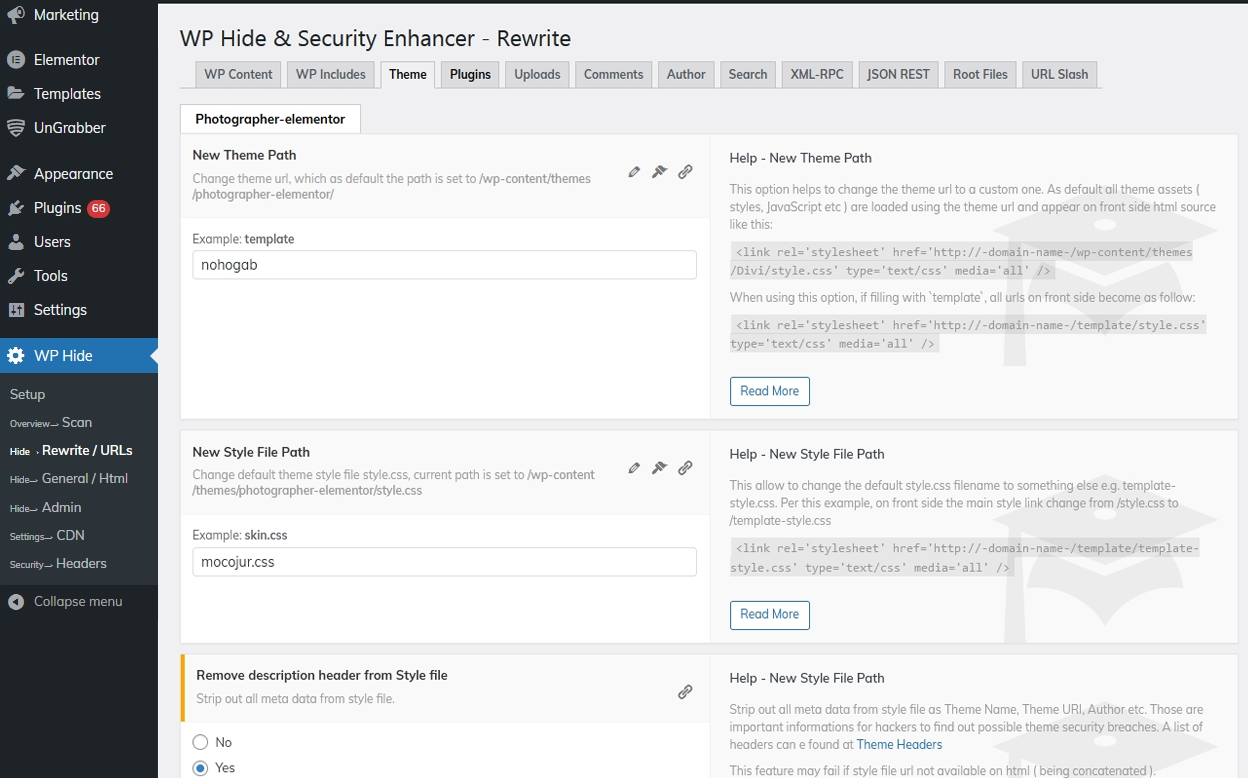 Marketing
Elementor
Templates
UnGrabber
Appearance
Plugins 66
Users
Tools
Settings
WP Hide
Setup
Overview→ Scan
Hide → Rewrite / URLs
Hide→ General / Html
Hide→ Admin
Settings→ CDN
Security→ Headers
Collapse menu
WP Hide & Security Enhancer - Rewrite
WP Content WP Includes Theme Plugins Uploads Comments Author Search XML-RPC JSON REST Root Files URL Slash
Photographer-elementor
New Theme Path
Change theme url, which as default the path is set to /wp-content/themes
/photographer-elementor/
Example: template
nohogab
Help - New Theme Path
This option helps to change the theme url to a custom one. As default all theme assets (
styles, JavaScript etc ) are loaded using the theme url and appear on front side html source
like this:
<link rel='stylesheet' href='http://-domain-name-/wp-content/themes
/Divi/style.css' type='text/css' media='all' />
When using this option, if filling with `template`, all urls on front side become as follow:
<link rel='stylesheet' href='http://-domain-name-/template/style.css'
type='text/css' media='all' />
Read More
New Style File Path
Change default theme style file style.css, current path is set to /wp-content
/themes/photographer-elementor/style.css
Example: skin.css
mocojur.css
Help - New Style File Path
This allow to change the default style.css filename to something else e.g. template-
style.css. Per this example, on front side the main style link change from /style.css to
/template-style.css
<link rel='stylesheet' href='http://-domain-name-/template/template-
style.css' type='text/css' media='all' />
Read More
Remove description header from Style file
Strip out all meta data from style file.
No
Yes
Help - New Style File Path
Strip out all meta data from style file as Theme Name, Theme URI, Author etc. Those are
important informations for hackers to find out possible theme security breaches. A list of
headers can e found at Theme Headers
This feature may fail if style file url not available on html ( being concatenated ).